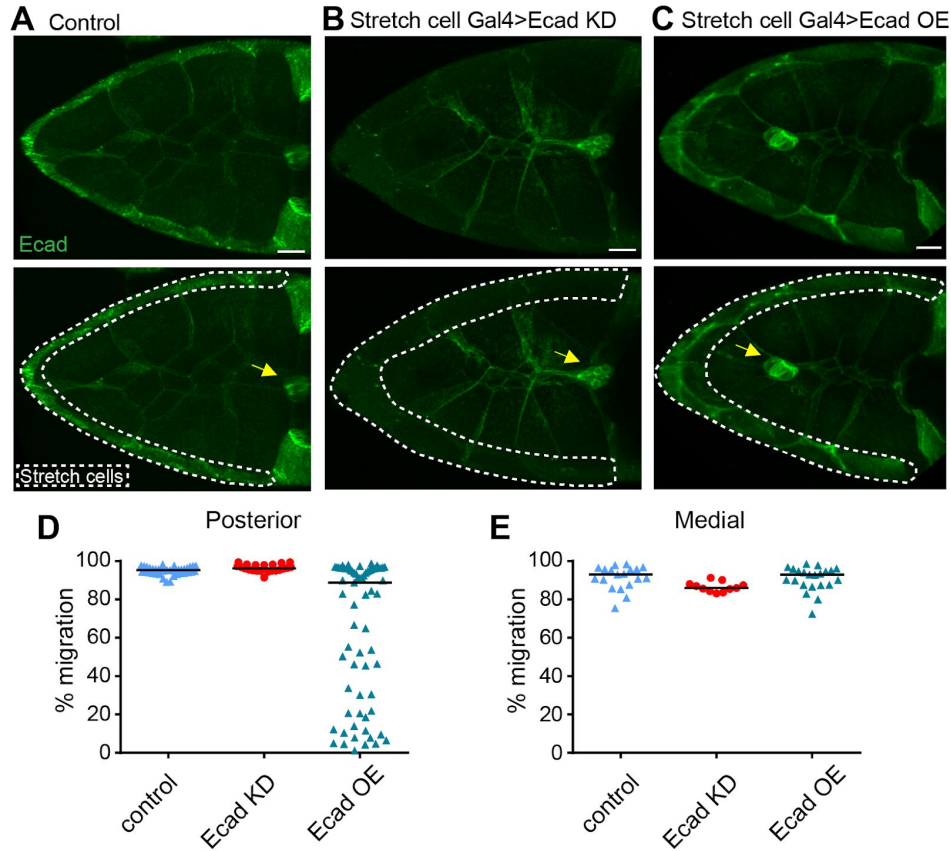 A Control
B Stretch cell Gal4>Ecad KD
C Stretch cell Gal4>Ecad OE
Ecad
Stretch cells
D Posterior
% migration
100
80
60
40
20
0
control
Ecad KD
Ecad OE
E Medial
% migration
100
80
60
40
20
0
control
Ecad KD
Ecad OE